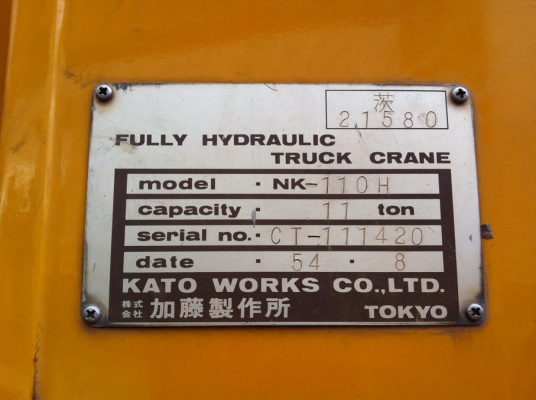 茨
21580
FULLY HYDRAULIC
TRUCK CRANE
model · NK-110H
capacity · 11 ton
serial no. · CT-111420
date · 54 · 8
KATO WORKS CO.,LTD.
株式会社 加藤製作所 TOKYO